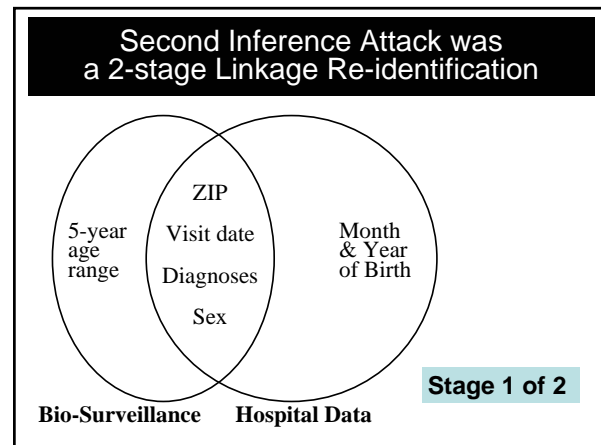 Second Inference Attack was
a 2-stage Linkage Re-identification
5-year
age
range
ZIP
Visit date
Diagnoses
Sex
Month
& Year
of Birth
Stage 1 of 2
Bio-Surveillance Hospital Data